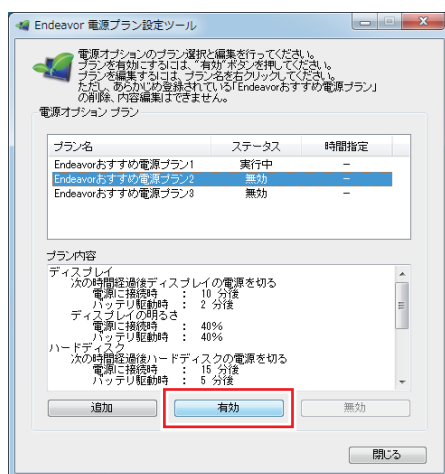 Endeavor 電源プラン設定ツール
電源オプションのプラン選択と編集を行ってください。
プランを有効にするには、"有効"ボタンを押してください。
プランを編集するには、プラン名を右クリックしてください。
ただし、あらかじめ登録されている「Endeavorおすすめ電源プラン」
の削除、内容編集はできません。
電源オプション プラン
プラン名 ステータス 時間指定
Endeavorおすすめ電源プラン1 実行中 −
Endeavorおすすめ電源プラン2 無効 −
Endeavorおすすめ電源プラン3 無効 −
プラン内容
ディスプレイ
次の時間経過後ディスプレイの電源を切る
電源に接続時 : 10 分後
バッテリ駆動時 : 2 分後
ディスプレイの明るさ
電源に接続時 : 40%
バッテリ駆動時 : 40%
ハードディスク
次の時間経過後ハードディスクの電源を切る
電源に接続時 : 15 分後
バッテリ駆動時 : 5 分後
追加 有効 無効
閉じる